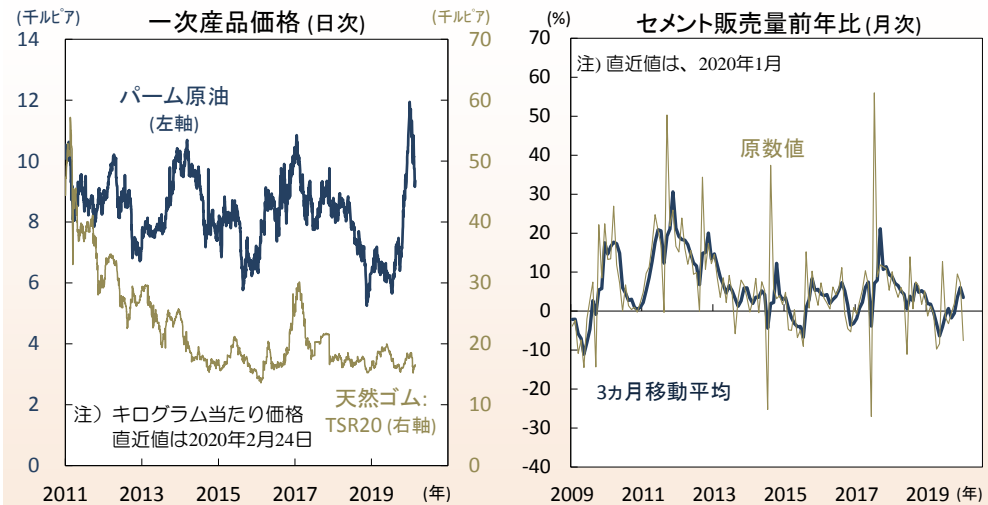 一次産品価格 (日次)
(千ルピア)
(千ルピア)
14
12
10
8
6
4
2
0
70
60
50
40
30
20
10
0
パーム原油
(左軸)
天然ゴム:
TSR20 (右軸)
注）キログラム当たり価格
直近値は2020年2月24日
2011
2013
2015
2017
2019
(年)
セメント販売量前年比 (月次)
(%)
70
60
50
40
30
20
10
0
-10
-20
-30
-40
注) 直近値は、2020年1月
原数値
3ヵ月移動平均
2009
2011
2013
2015
2017
2019
(年)